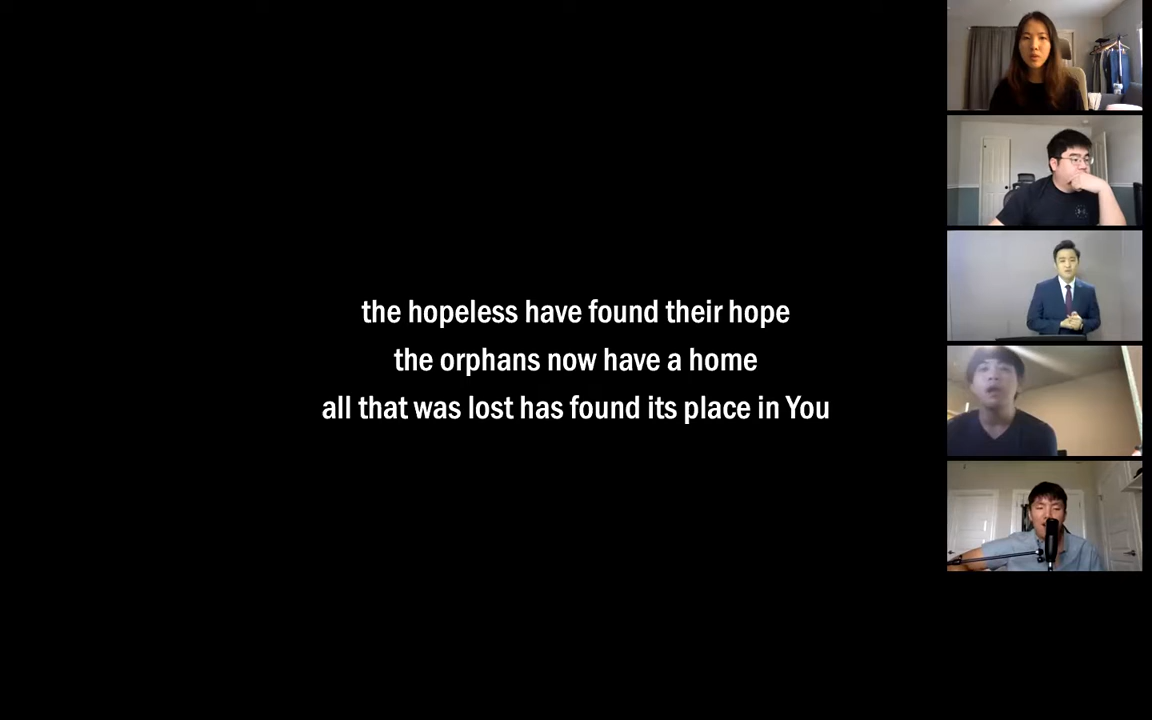 the hopeless have found their hope
the orphans now have a home
all that was lost has found its place in You